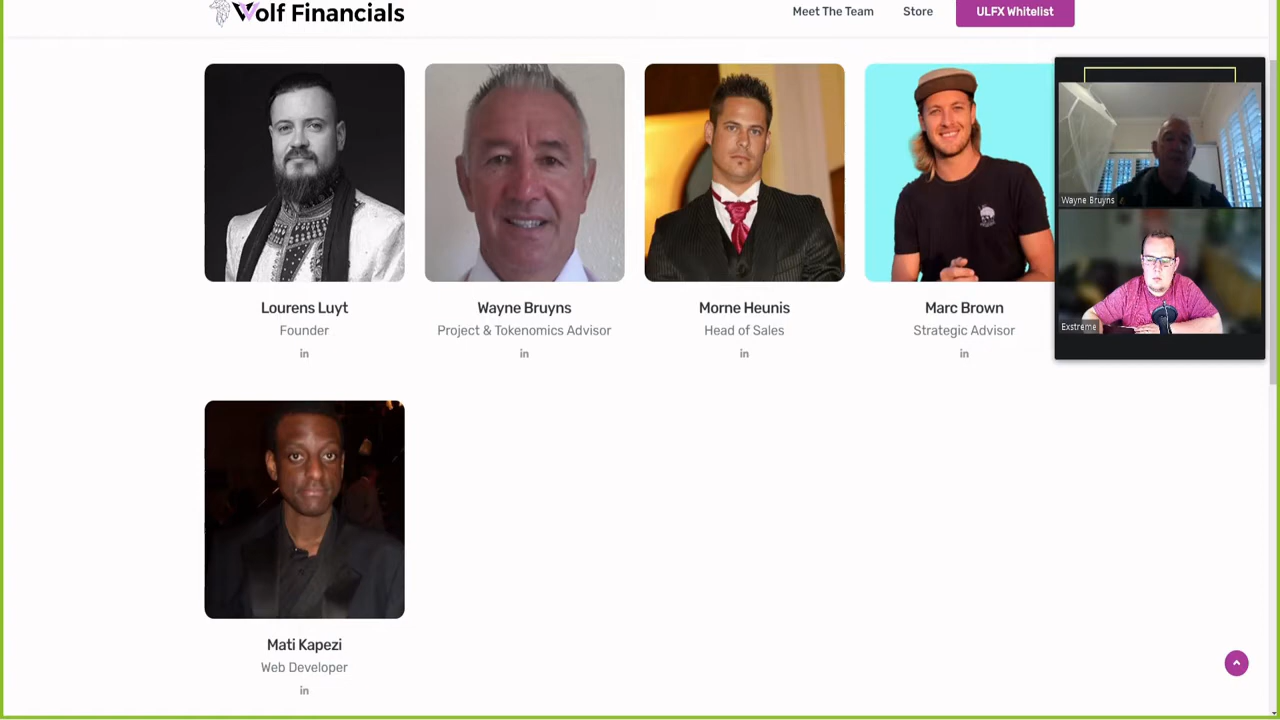 Wolf Financials
Meet The Team
Store
ULFX Whitelist
Lourens Luyt
Founder
in
Wayne Bruyns
Project & Tokenomics Advisor
in
Morne Heunis
Head of Sales
in
Marc Brown
Strategic Advisor
in
Wayne Bruyns
Exstreme
Mati Kapezi
Web Developer
in